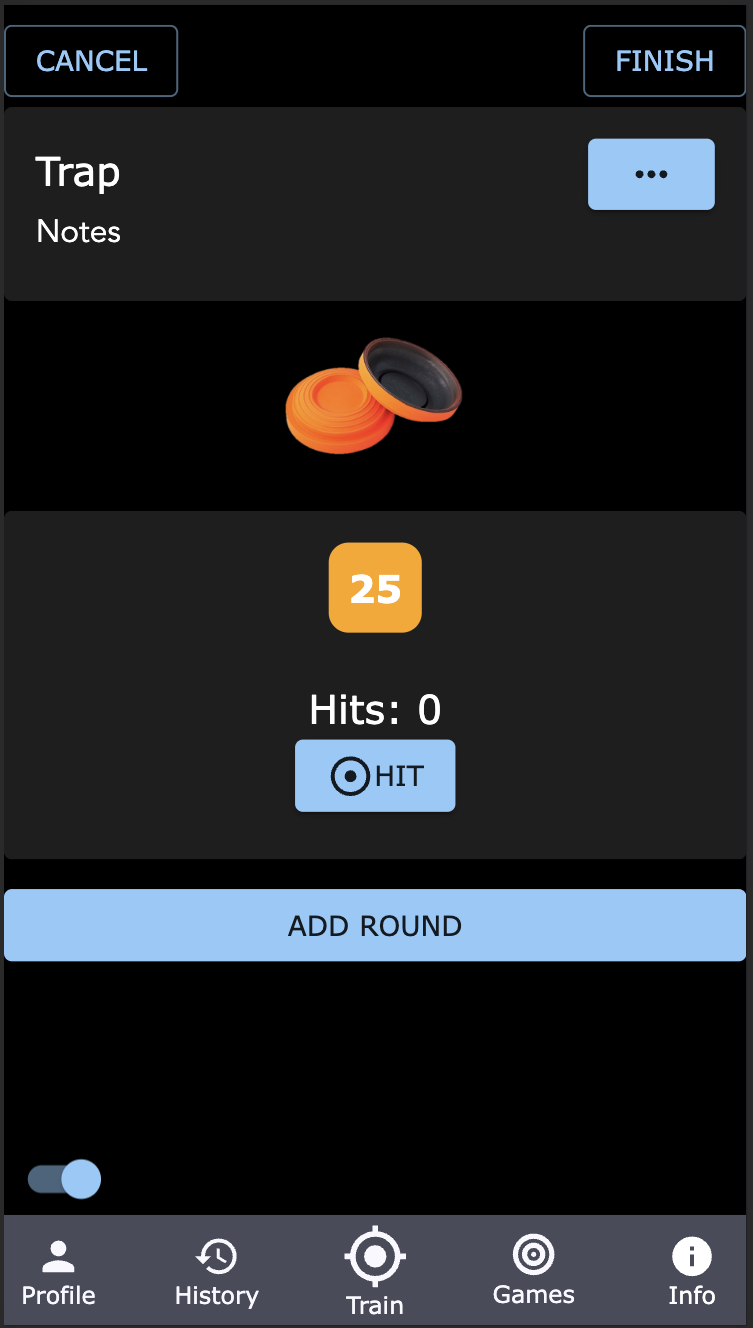 CANCEL
FINISH
Trap
•••
Notes
25
Hits: 0
HIT
ADD ROUND
Profile
History
Train
Games
Info